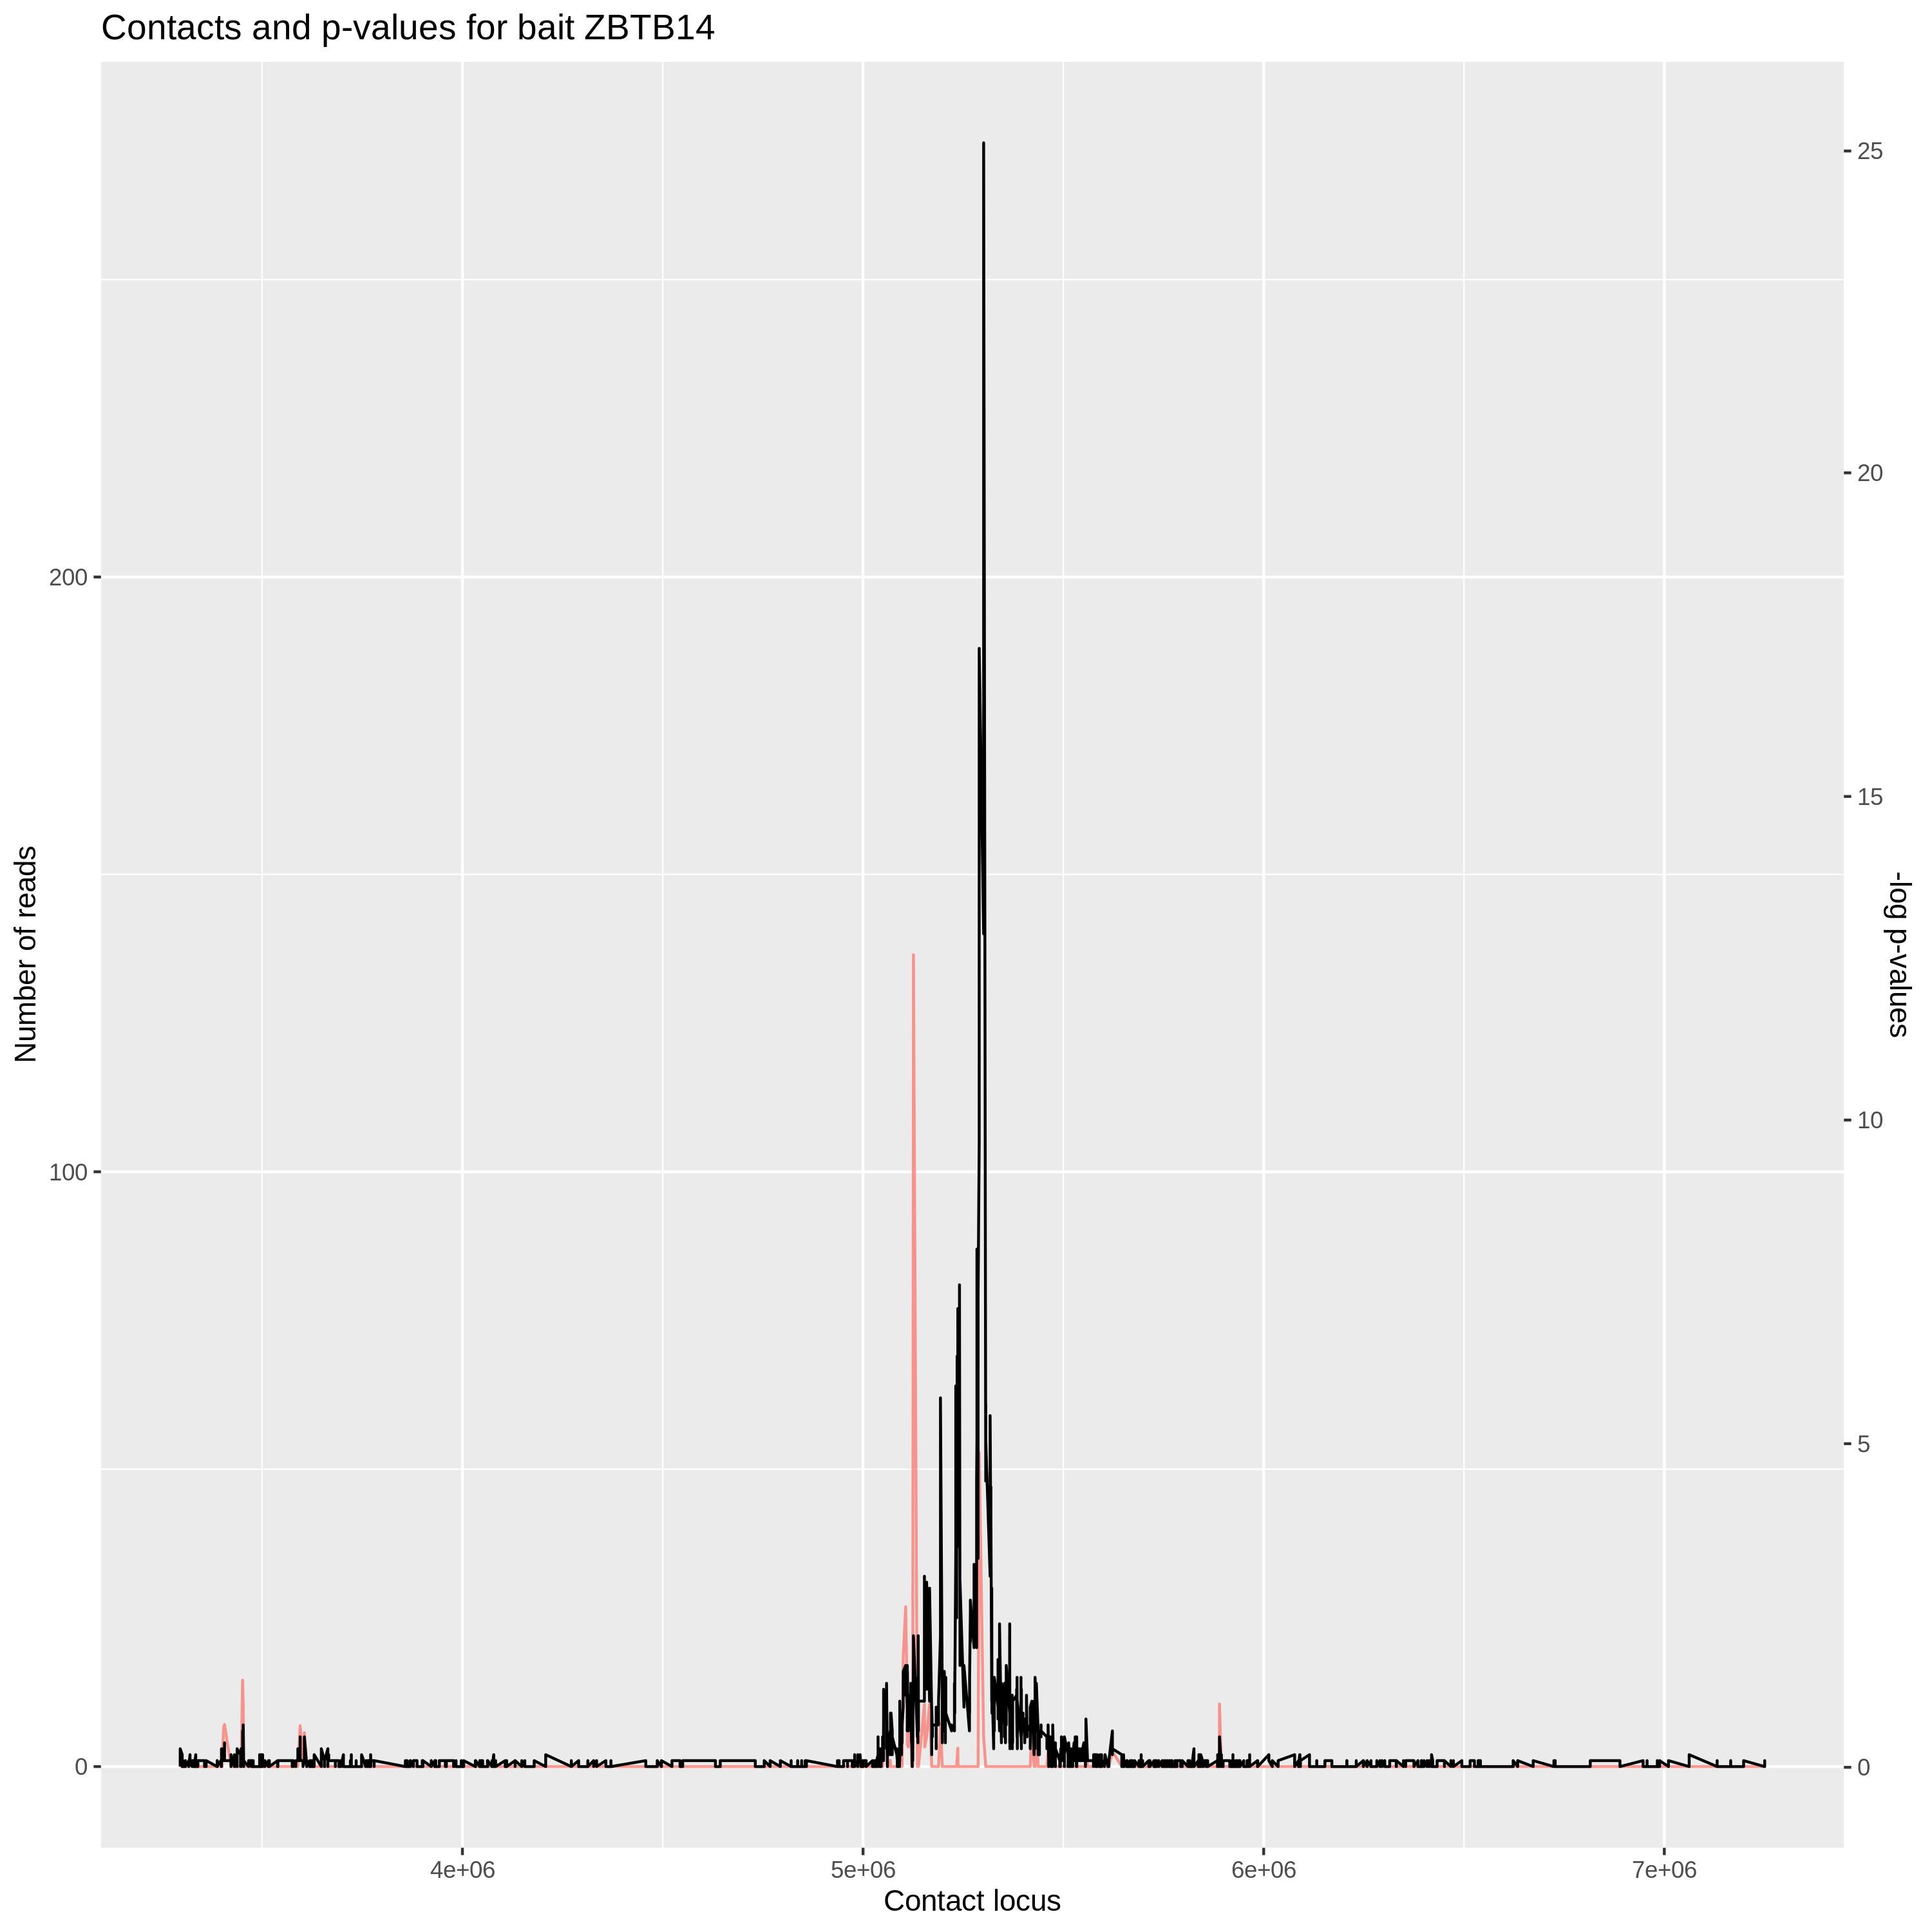 Contacts and p-values for bait ZBTB14
Number of reads
200
100
0
25
20
15
10
5
0
-log p-values
4e+06
5e+06
6e+06
7e+06
Contact locus